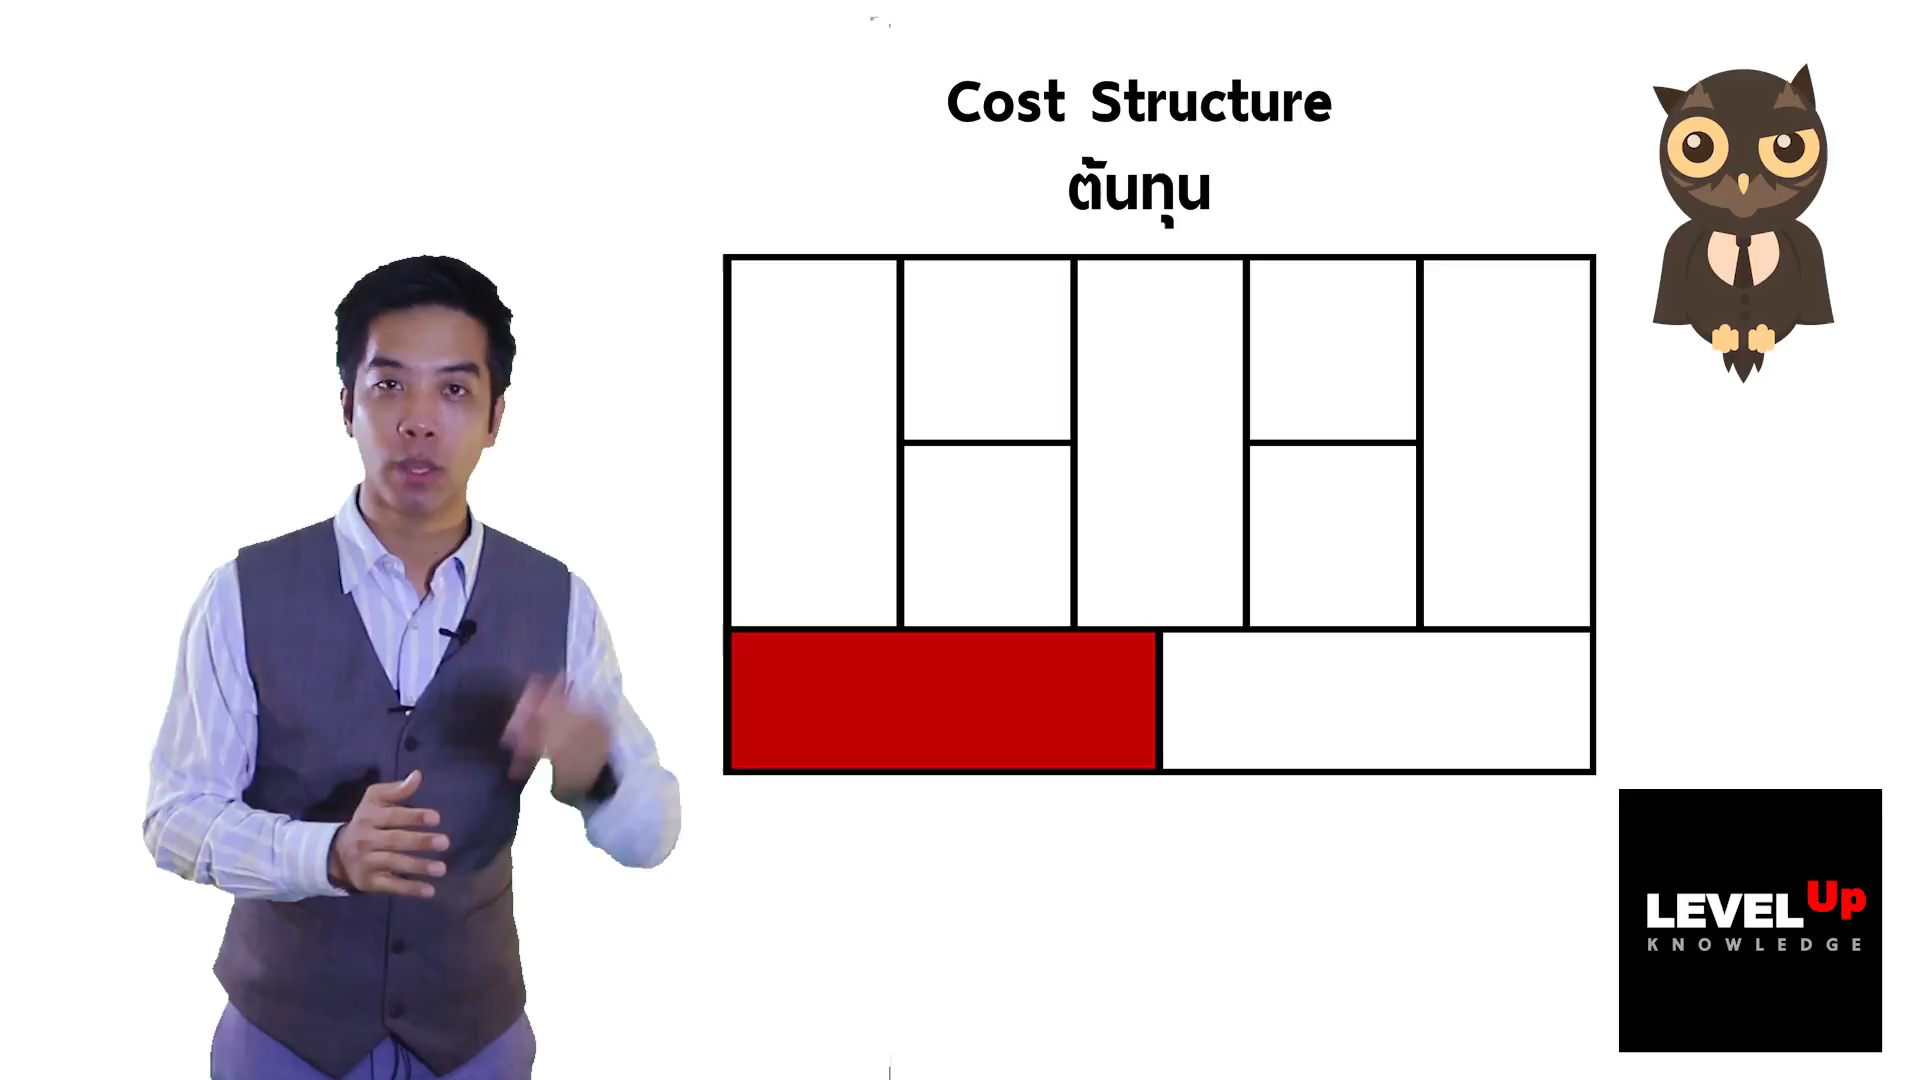 Cost Structure
ต้นทุน
LEVEL Up
KNOWLEDGE